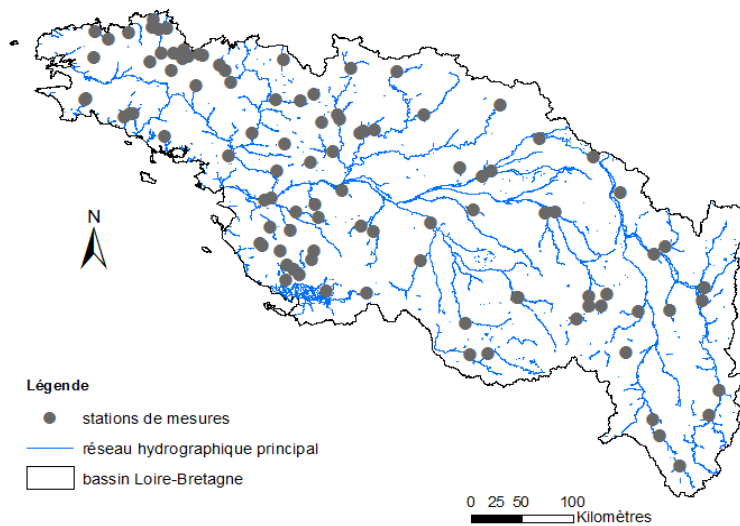 N
Légende
stations de mesures
réseau hydrographique principal
bassin Loire-Bretagne
0 25 50 100
Kilomètres